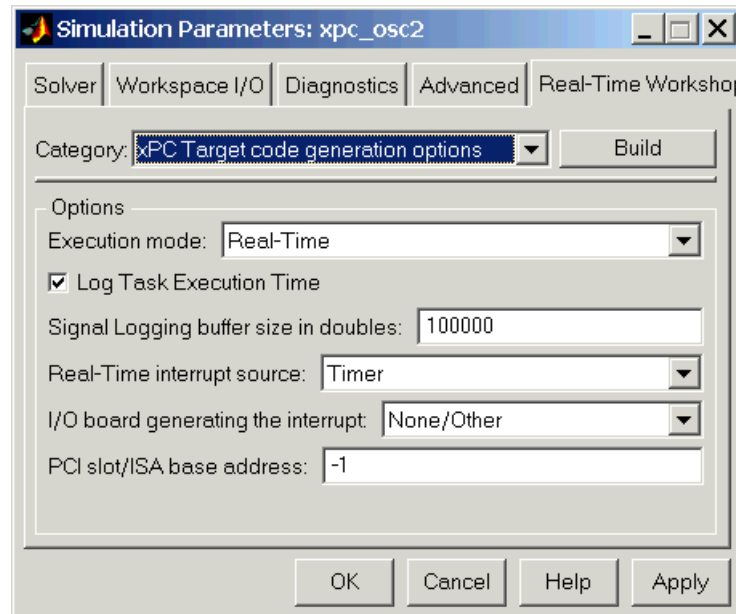 Simulation Parameters: xpc_osc2
Solver Workspace I/O Diagnostics Advanced Real-Time Workshop
Category: xPC Target code generation options Build
Options
Execution mode: Real-Time
Log Task Execution Time
Signal Logging buffer size in doubles: 100000
Real-Time interrupt source: Timer
I/O board generating the interrupt: None/Other
PCI slot/ISA base address: -1
OK Cancel Help Apply